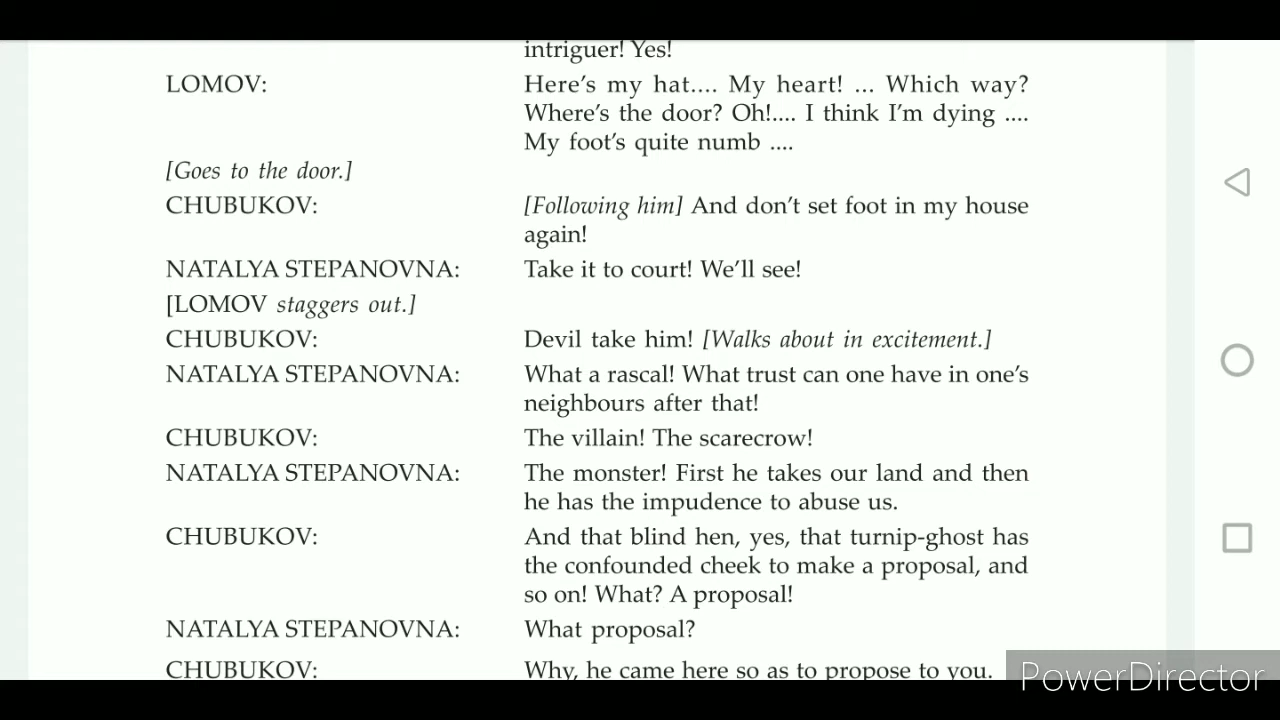 intriguer! Yes!
LOMOV: Here's my hat.... My heart! ... Which way?
Where's the door? Oh!.... I think I'm dying ....
My foot's quite numb ....
[Goes to the door.]
CHUBUKOV: [Following him] And don't set foot in my house
again!
NATALYA STEPANOVNA: Take it to court! We'll see!
[LOMOV staggers out.]
CHUBUKOV: Devil take him! [Walks about in excitement.]
NATALYA STEPANOVNA: What a rascal! What trust can one have in one's
neighbours after that!
CHUBUKOV: The villain! The scarecrow!
NATALYA STEPANOVNA: The monster! First he takes our land and then
he has the impudence to abuse us.
CHUBUKOV: And that blind hen, yes, that turnip-ghost has
the confounded cheek to make a proposal, and
so on! What? A proposal!
NATALYA STEPANOVNA: What proposal?
CHUBUKOV: Why, he came here so as to propose to you.
PowerDirector